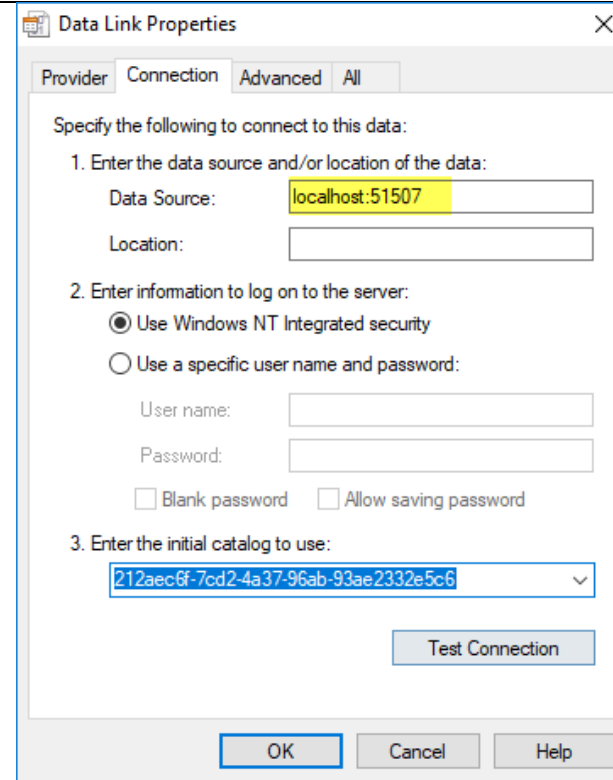 Data Link Properties
Provider Connection Advanced All
Specify the following to connect to this data:
1. Enter the data source and/or location of the data:
Data Source: localhost:51507
Location:
2. Enter information to log on to the server:
Use Windows NT Integrated security
Use a specific user name and password:
User name:
Password:
Blank password Allow saving password
3. Enter the initial catalog to use:
212aec6f-7cd2-4a37-96ab-93ae2332e5c6
Test Connection
OK Cancel Help